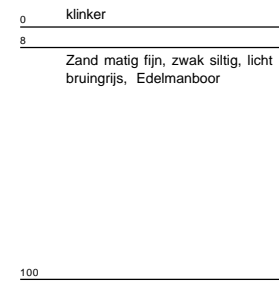 0 klinker
8
Zand matig fijn, zwak siltig, licht
bruingrijs, Edelmanboor
100